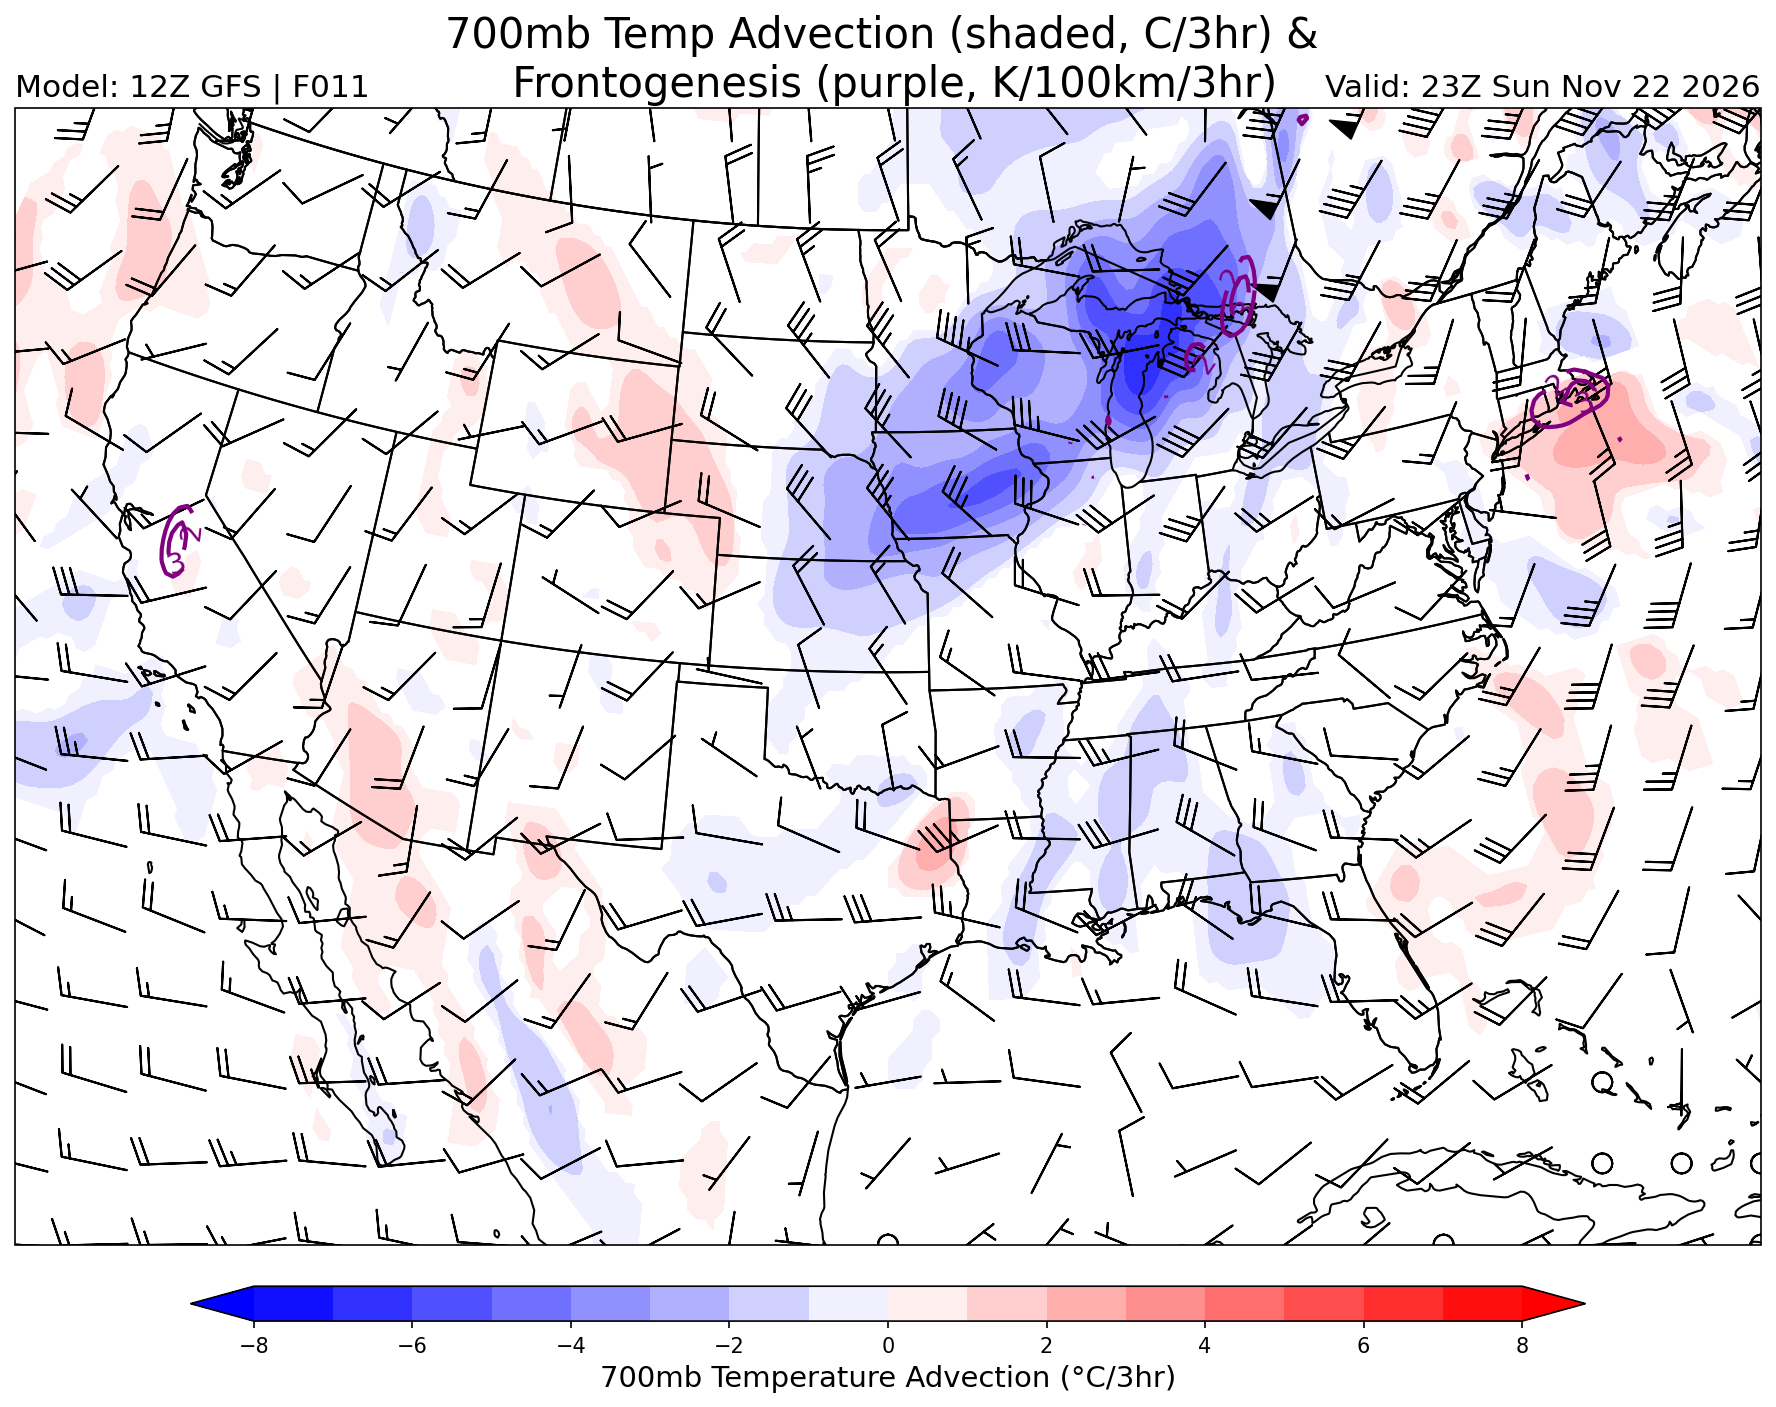 700mb Temp Advection (shaded, C/3hr) &
Frontogenesis (purple, K/100km/3hr)
Model: 12Z GFS | F011
Valid: 23Z Sun Nov 22 2026
−8 −6 −4 −2 0 2 4 6 8
700mb Temperature Advection (°C/3hr)